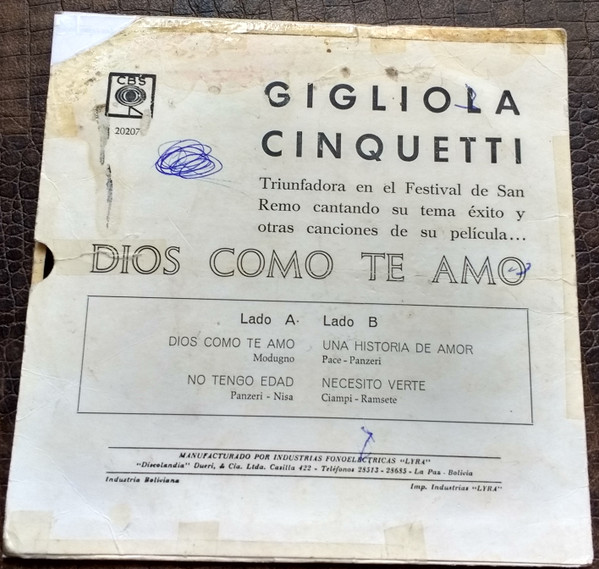 CBS
20207
GIGLIOLA
CINQUETTI
Triunfadora en el Festival de San
Remo cantando su tema éxito y
otras canciones de su película...
DIOS COMO TE AMO
Lado A Lado B
DIOS COMO TE AMO UNA HISTORIA DE AMOR
Modugno Pace - Panzeri
NO TENGO EDAD NECESITO VERTE
Panzeri - Nisa Ciampi - Ramsete
MANUFACTURADO POR INDUSTRIAS FONOELECTRICAS "LYRA"
"Discolandia" Dueri, & Cia. Ltda. Casilla 422 - Teléfonos 28513 - 28685 - La Paz - Bolivia
Industria Boliviana Imp. Industrias "LYRA"